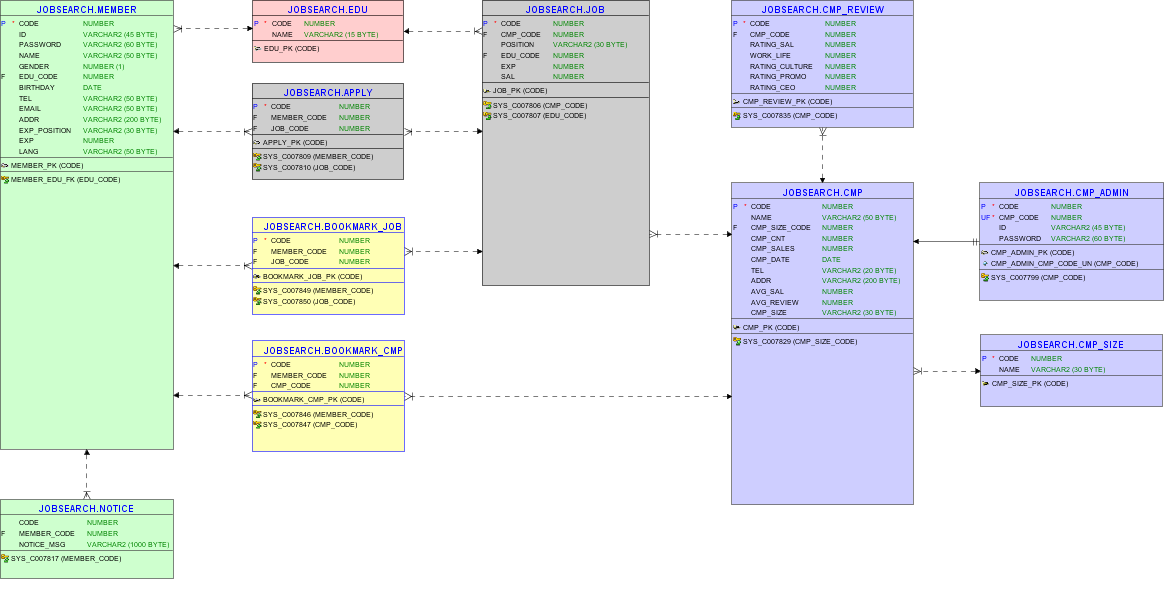 JOBSEARCH.MEMBER
P * CODE NUMBER
ID VARCHAR2 (45 BYTE)
PASSWORD VARCHAR2 (60 BYTE)
NAME VARCHAR2 (50 BYTE)
GENDER NUMBER (1)
F EDU_CODE NUMBER
BIRTHDAY DATE
TEL VARCHAR2 (50 BYTE)
EMAIL VARCHAR2 (50 BYTE)
ADDR VARCHAR2 (200 BYTE)
EXP_POSITION VARCHAR2 (30 BYTE)
EXP NUMBER
LANG VARCHAR2 (50 BYTE)
MEMBER_PK (CODE)
MEMBER_EDU_FK (EDU_CODE)
JOBSEARCH.NOTICE
CODE NUMBER
F MEMBER_CODE NUMBER
NOTICE_MSG VARCHAR2 (1000 BYTE)
SYS_C007817 (MEMBER_CODE)
JOBSEARCH.EDU
P * CODE NUMBER
NAME VARCHAR2 (15 BYTE)
EDU_PK (CODE)
JOBSEARCH.APPLY
P * CODE NUMBER
F MEMBER_CODE NUMBER
F JOB_CODE NUMBER
APPLY_PK (CODE)
SYS_C007809 (MEMBER_CODE)
SYS_C007810 (JOB_CODE)
JOBSEARCH.BOOKMARK_JOB
P * CODE NUMBER
F MEMBER_CODE NUMBER
F JOB_CODE NUMBER
BOOKMARK_JOB_PK (CODE)
SYS_C007849 (MEMBER_CODE)
SYS_C007850 (JOB_CODE)
JOBSEARCH.BOOKMARK_CMP
P * CODE NUMBER
F MEMBER_CODE NUMBER
F CMP_CODE NUMBER
BOOKMARK_CMP_PK (CODE)
SYS_C007846 (MEMBER_CODE)
SYS_C007847 (CMP_CODE)
JOBSEARCH.JOB
P * CODE NUMBER
F CMP_CODE NUMBER
POSITION VARCHAR2 (30 BYTE)
F EDU_CODE NUMBER
EXP NUMBER
SAL NUMBER
JOB_PK (CODE)
SYS_C007806 (CMP_CODE)
SYS_C007807 (EDU_CODE)
JOBSEARCH.CMP_REVIEW
P * CODE NUMBER
F CMP_CODE NUMBER
RATING_SAL NUMBER
WORK_LIFE NUMBER
RATING_CULTURE NUMBER
RATING_PROMO NUMBER
RATING_CEO NUMBER
CMP_REVIEW_PK (CODE)
SYS_C007835 (CMP_CODE)
JOBSEARCH.CMP
P * CODE NUMBER
NAME VARCHAR2 (50 BYTE)
F CMP_SIZE_CODE NUMBER
CMP_CNT NUMBER
CMP_SALES NUMBER
CMP_DATE DATE
TEL VARCHAR2 (20 BYTE)
ADDR VARCHAR2 (200 BYTE)
AVG_SAL NUMBER
AVG_REVIEW NUMBER
CMP_SIZE VARCHAR2 (30 BYTE)
CMP_PK (CODE)
SYS_C007829 (CMP_SIZE_CODE)
JOBSEARCH.CMP_ADMIN
P * CODE NUMBER
UF * CMP_CODE NUMBER
ID VARCHAR2 (45 BYTE)
PASSWORD VARCHAR2 (60 BYTE)
CMP_ADMIN_PK (CODE)
CMP_ADMIN_CMP_CODE_UN (CMP_CODE)
SYS_C007799 (CMP_CODE)
JOBSEARCH.CMP_SIZE
P * CODE NUMBER
NAME VARCHAR2 (30 BYTE)
CMP_SIZE_PK (CODE)